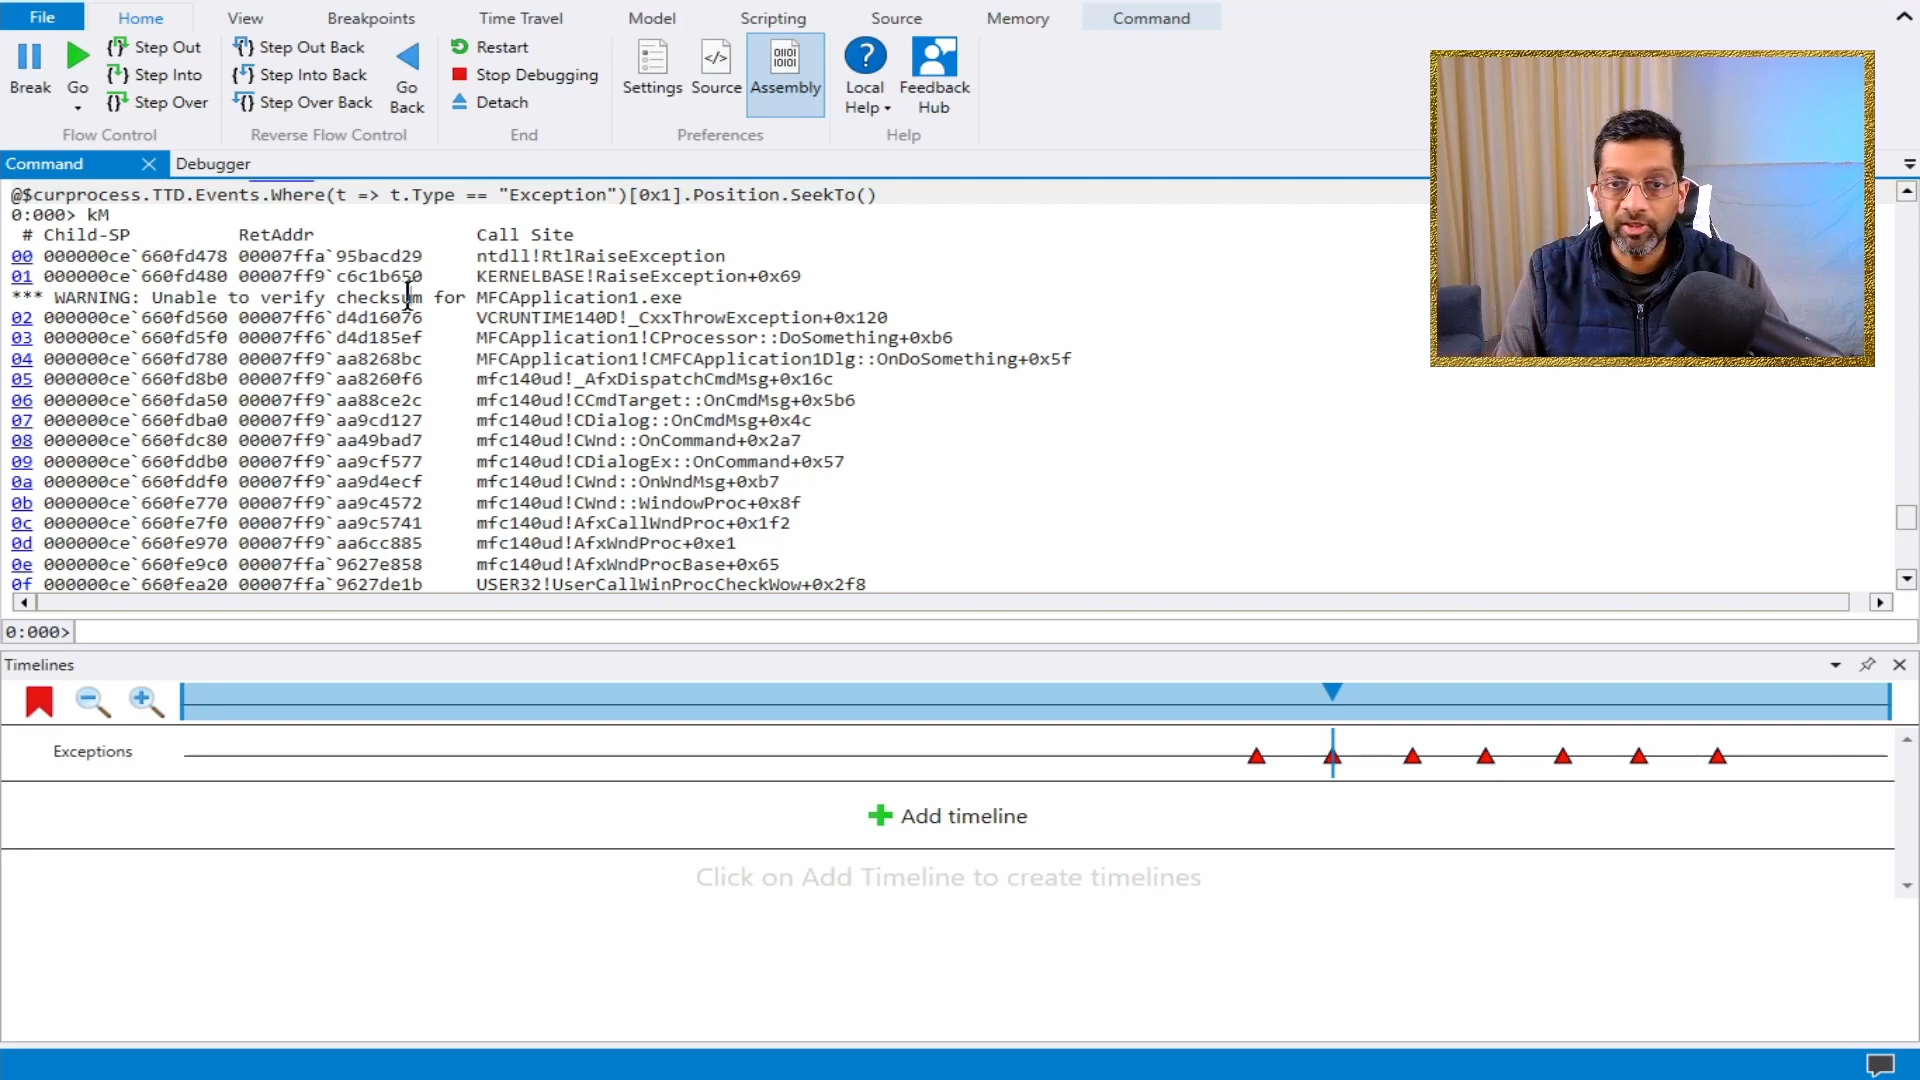 File Home View Breakpoints Time Travel Model Scripting Source Memory Command
Break
Go
Step Out
Step Into
Step Over
Flow Control
Step Out Back
Step Into Back
Step Over Back
Go Back
Reverse Flow Control
Restart
Stop Debugging
Detach
End
Settings
Source
Assembly
Preferences
Local Help
Feedback Hub
Help
Command Debugger
@$curprocess.TTD.Events.Where(t => t.Type == "Exception")[0x1].Position.SeekTo()
0:000> kM
# Child-SP RetAddr Call Site
00 000000ce`660fd478 00007ffa`95bacd29 ntdll!RtlRaiseException
01 000000ce`660fd480 00007ff9`c6c1b650 KERNELBASE!RaiseException+0x69
*** WARNING: Unable to verify checksum for MFCApplication1.exe
02 000000ce`660fd560 00007ff6`d4d16076 VCRUNTIME140D!_CxxThrowException+0x120
03 000000ce`660fd5f0 00007ff6`d4d185ef MFCApplication1!CProcessor::DoSomething+0xb6
04 000000ce`660fd780 00007ff9`aa8268bc MFCApplication1!CMFCApplication1Dlg::OnDoSomething+0x5f
05 000000ce`660fd8b0 00007ff9`aa8260f6 mfc140ud!_AfxDispatchCmdMsg+0x16c
06 000000ce`660fda50 00007ff9`aa88ce2c mfc140ud!CCmdTarget::OnCmdMsg+0x5b6
07 000000ce`660fdba0 00007ff9`aa9cd127 mfc140ud!CDialog::OnCmdMsg+0x4c
08 000000ce`660fdc80 00007ff9`aa49bad7 mfc140ud!CWnd::OnCommand+0x2a7
09 000000ce`660fddb0 00007ff9`aa9cf577 mfc140ud!CDialogEx::OnCommand+0x57
0a 000000ce`660fddf0 00007ff9`aa9d4ecf mfc140ud!CWnd::OnWndMsg+0xb7
0b 000000ce`660fe770 00007ff9`aa9c4572 mfc140ud!CWnd::WindowProc+0x8f
0c 000000ce`660fe7f0 00007ff9`aa9c5741 mfc140ud!AfxCallWndProc+0x1f2
0d 000000ce`660fe970 00007ff9`aa6cc885 mfc140ud!AfxWndProc+0xe1
0e 000000ce`660fe9c0 00007ffa`9627e858 mfc140ud!AfxWndProcBase+0x65
0f 000000ce`660fea20 00007ffa`9627de1b USER32!UserCallWinProcCheckWow+0x2f8
0:000>
Timelines
Exceptions
Add timeline
Click on Add Timeline to create timelines